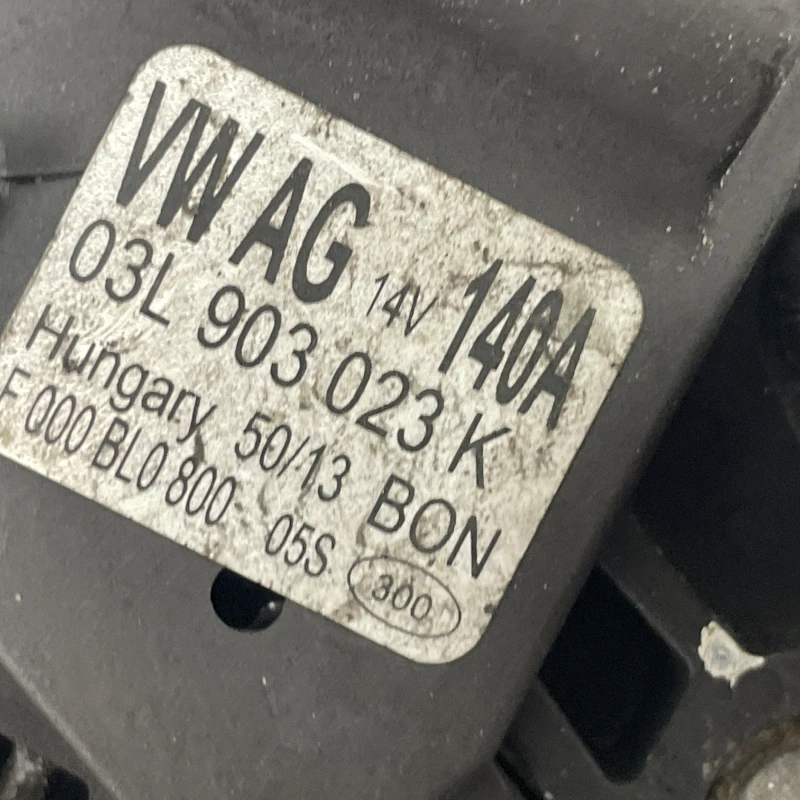 VW AG 14V 140A
03L 903 023 K
Hungary 50/13 BON
F 000 BL0 800 05S 300